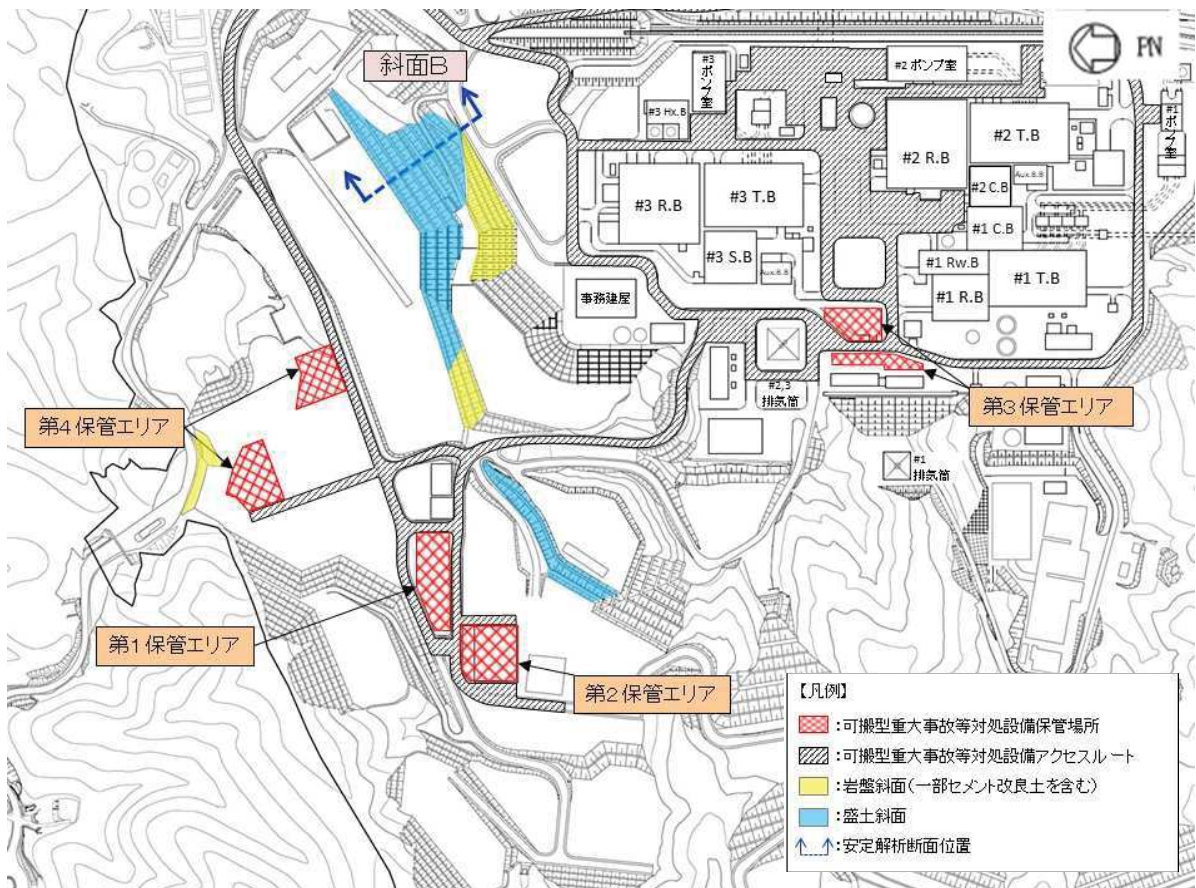 斜面B
PN
#3
ポンプ
室
#2 ポンプ室
#1
ポンプ
室
#3 Hx.B
#2 T.B
#2 R.B
#2 C.B
Aux.B.B
#3 R.B
#3 T.B
#1 C.B
#3 S.B
Aux.B.B
#1 Rw.B
#1 T.B
#1 R.B
事務建屋
#2,3
排気筒
第3保管エリア
#1
排気筒
第4保管エリア
第1保管エリア
第2保管エリア
【凡例】
:可搬型重大事故等対処設備保管場所
:可搬型重大事故等対処設備アクセスルート
:岩盤斜面(一部セメント改良土を含む)
:盛土斜面
:安定解析断面位置